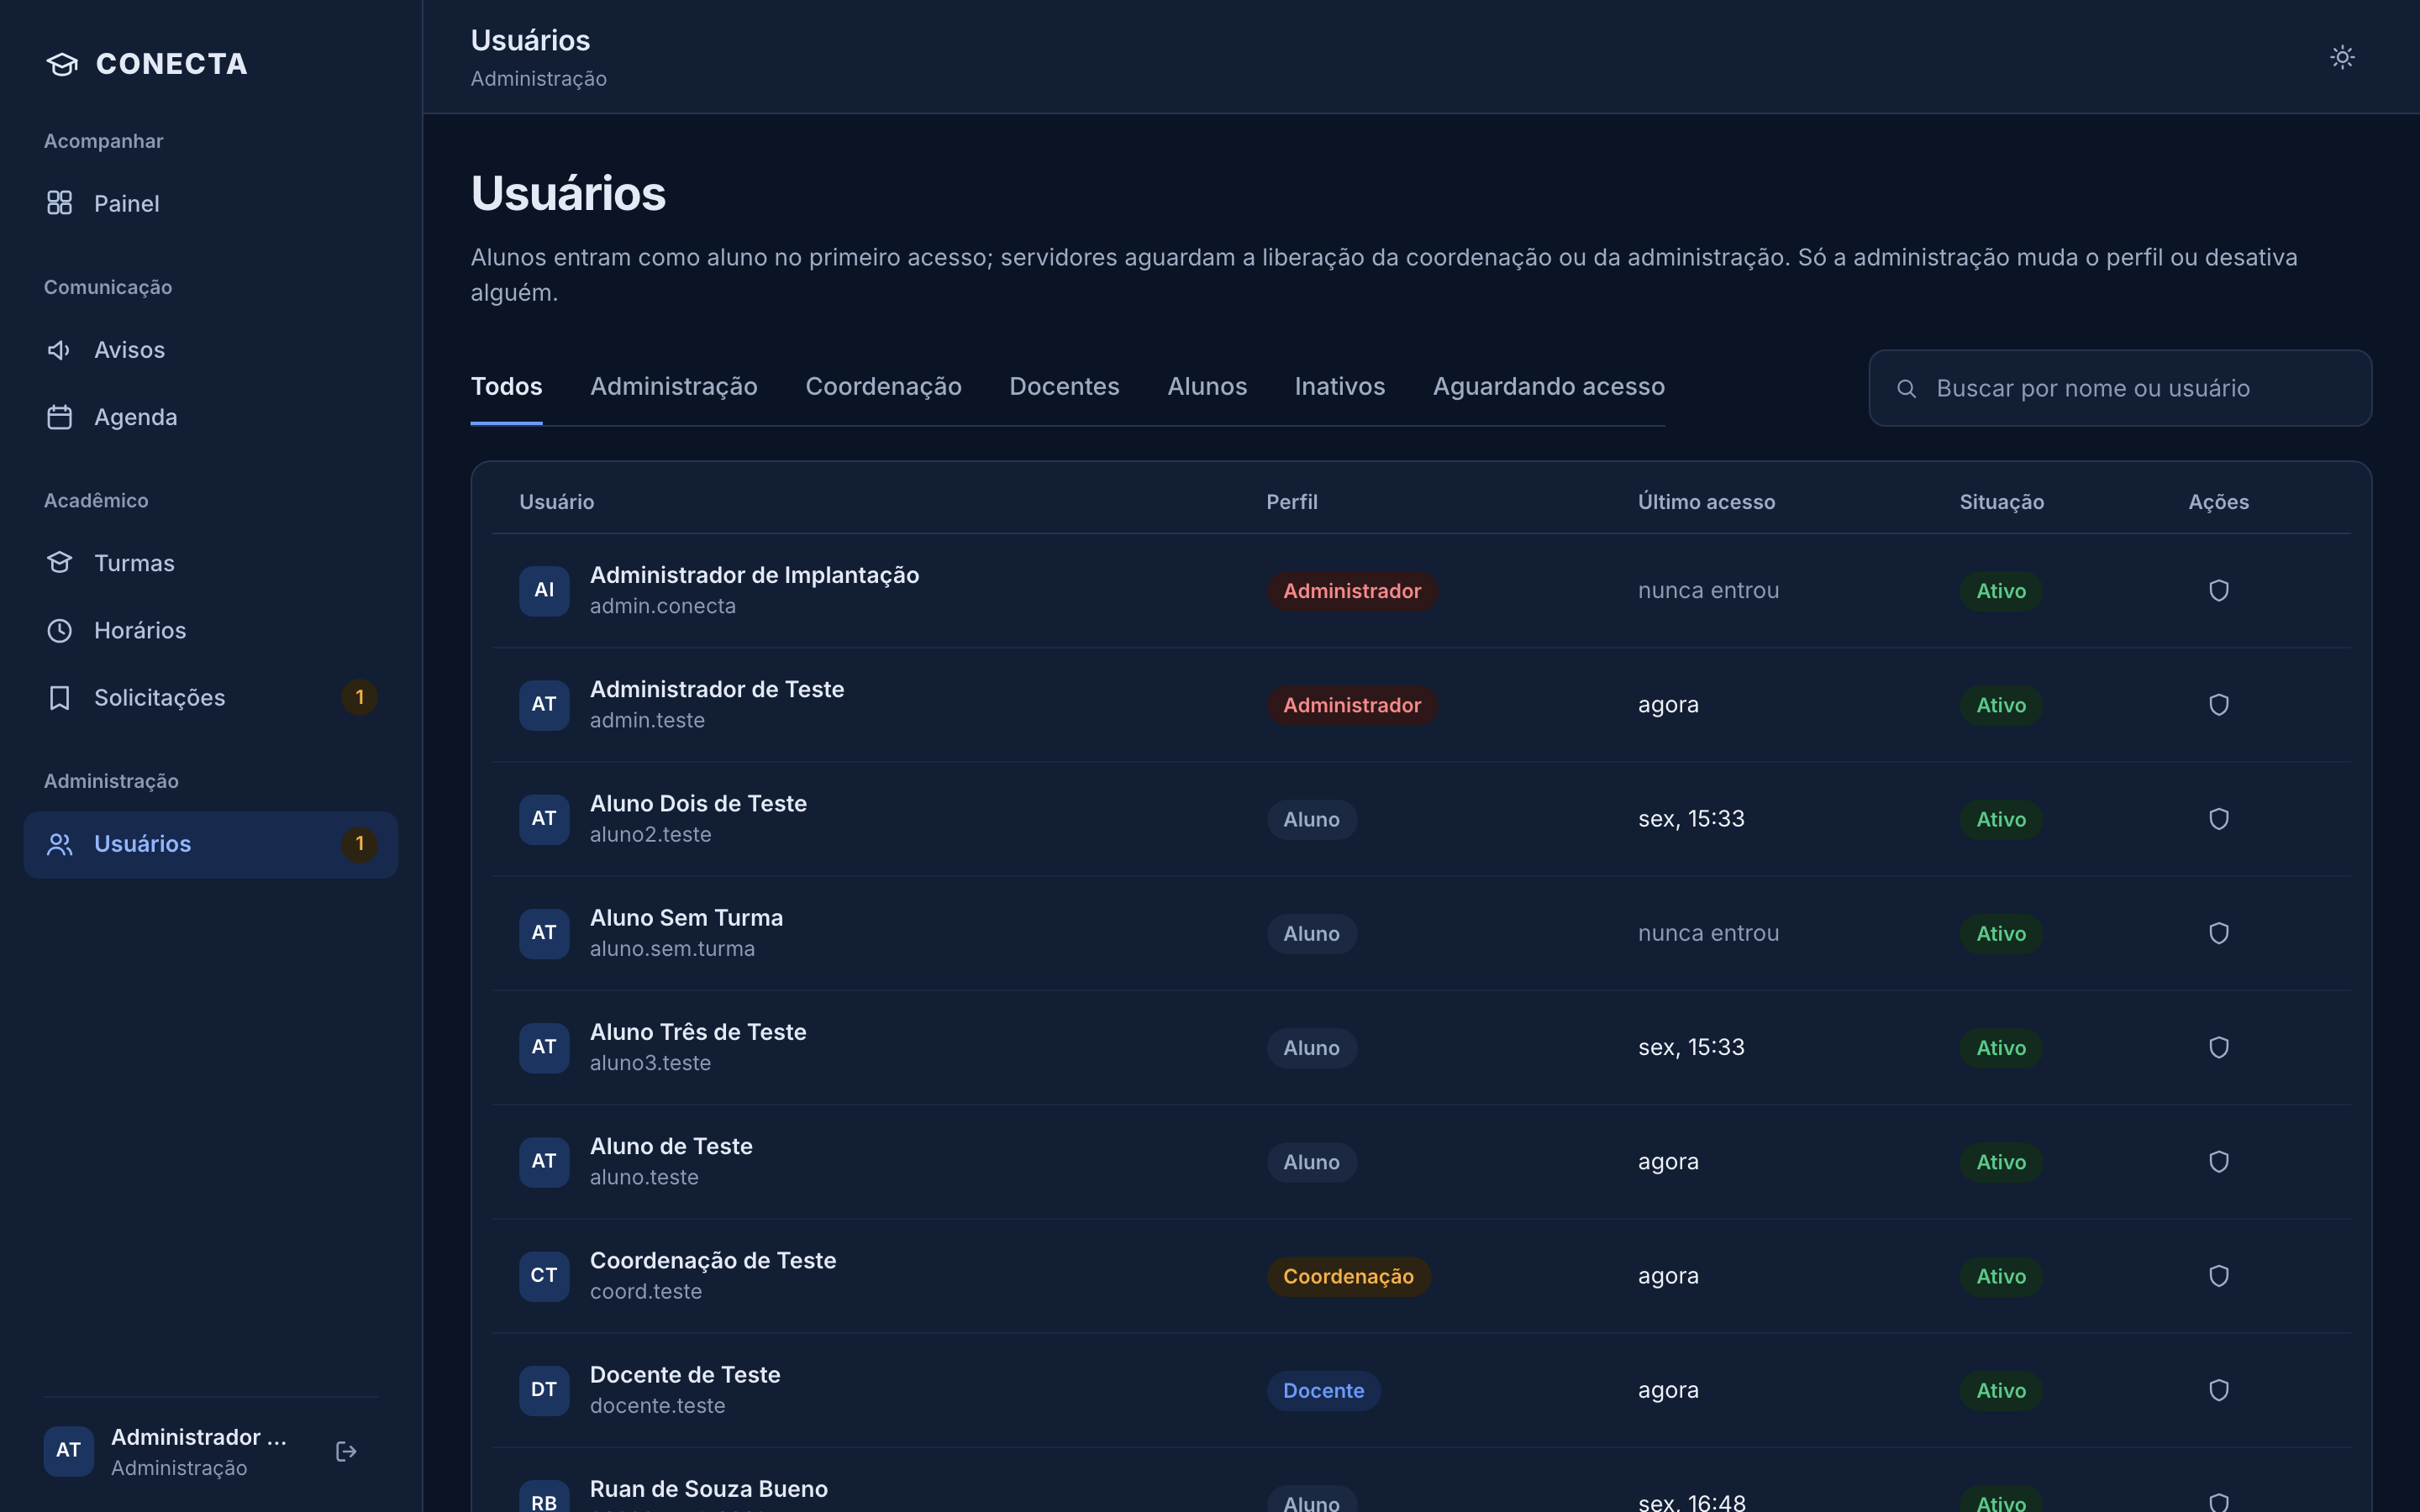 CONECTA
Acompanhar
Painel
Comunicação
Avisos
Agenda
Acadêmico
Turmas
Horários
Solicitações 1
Administração
Usuários 1
AT
Administrador ...
Administração
Usuários
Administração
Usuários
Alunos entram como aluno no primeiro acesso; servidores aguardam a liberação da coordenação ou da administração. Só a administração muda o perfil ou desativa
alguém.
Todos Administração Coordenação Docentes Alunos Inativos Aguardando acesso
Buscar por nome ou usuário
Usuário Perfil Último acesso Situação Ações
AI Administrador de Implantação Administrador nunca entrou Ativo
admin.conecta
AT Administrador de Teste Administrador agora Ativo
admin.teste
AT Aluno Dois de Teste Aluno sex, 15:33 Ativo
aluno2.teste
AT Aluno Sem Turma Aluno nunca entrou Ativo
aluno.sem.turma
AT Aluno Três de Teste Aluno sex, 15:33 Ativo
aluno3.teste
AT Aluno de Teste Aluno agora Ativo
aluno.teste
CT Coordenação de Teste Coordenação agora Ativo
coord.teste
DT Docente de Teste Docente agora Ativo
docente.teste
RB Ruan de Souza Bueno Aluno sex, 16:48 Ativo